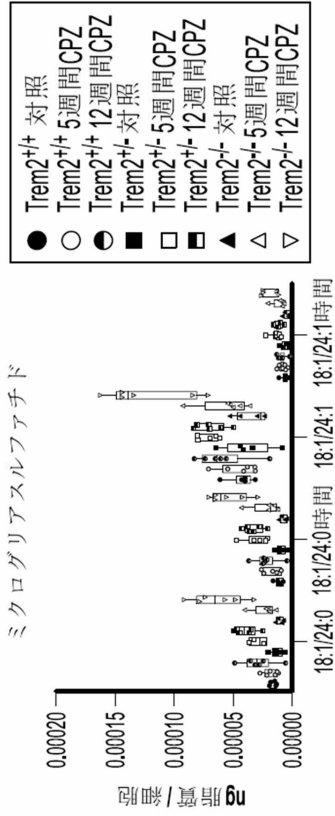 ミクログリアスルファチド
ng脂質/細胞
0.00020
0.00015
0.00010
0.00005
0.00000
18:1/24:0
18:1/24:0時間
18:1/24:1
18:1/24:1時間
Trem2+/+ 対照
Trem2+/+ 5週間CPZ
Trem2+/+ 12週間CPZ
Trem2+/- 対照
Trem2+/- 5週間CPZ
Trem2+/- 12週間CPZ
Trem2-/- 対照
Trem2-/- 5週間CPZ
Trem2-/- 12週間CPZ